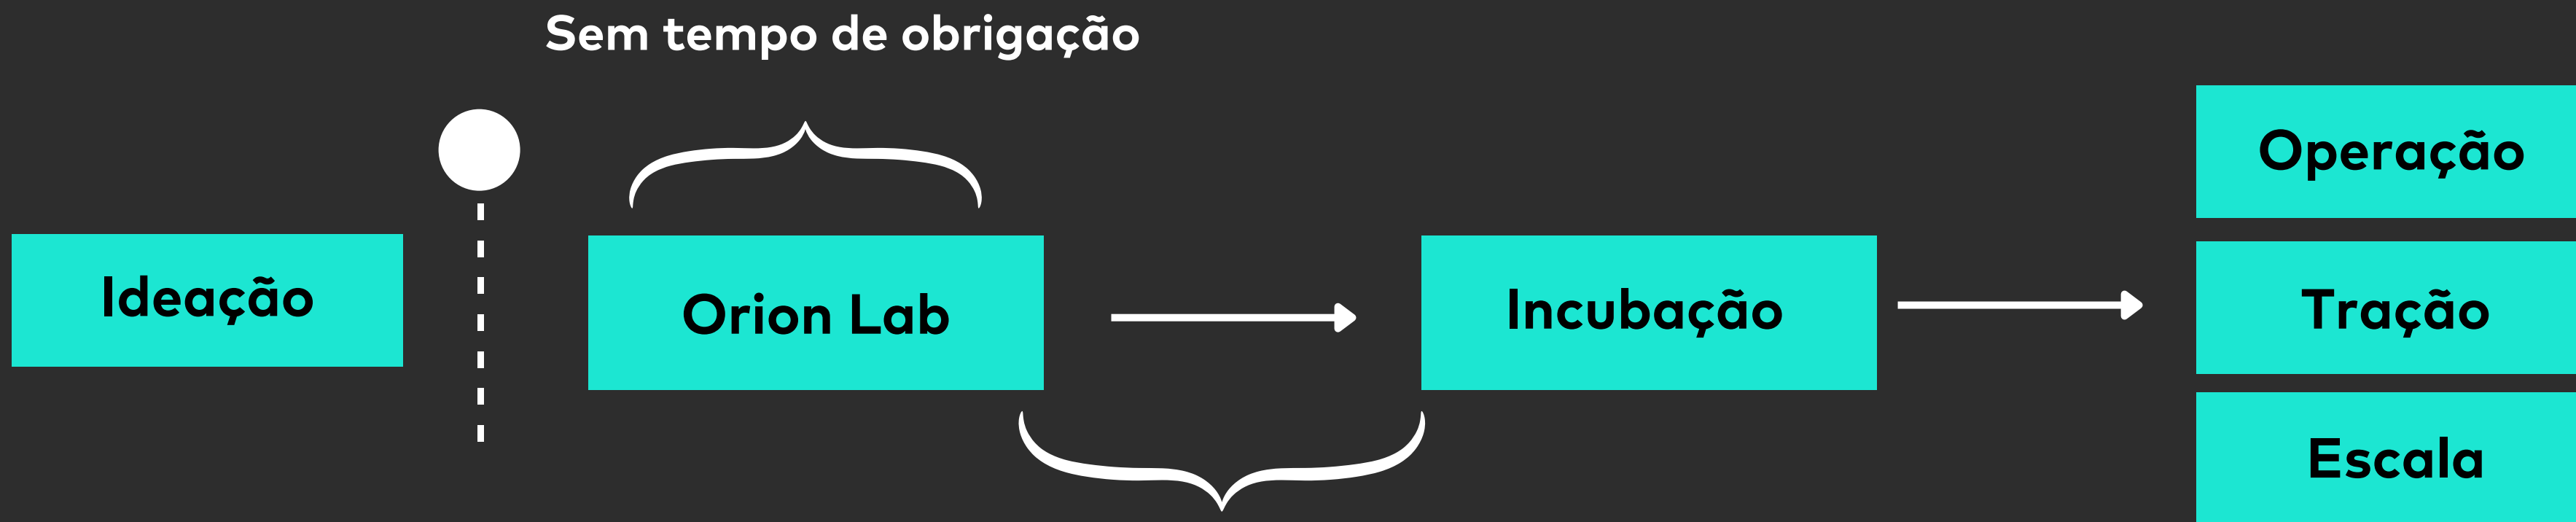 Sem tempo de obrigação
Ideação
Orion Lab
Incubação
Operação
Tração
Escala